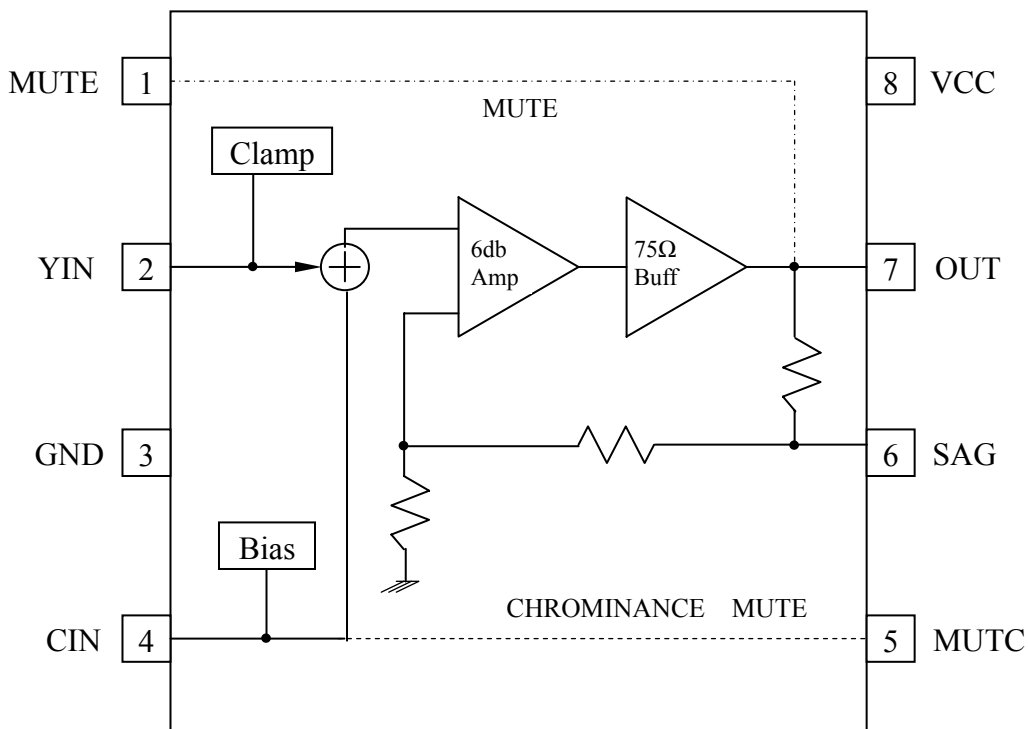 MUTE 1
8 VCC
MUTE
Clamp
YIN 2
6db
Amp
75Ω
Buff
7 OUT
GND 3
6 SAG
Bias
CHROMINANCE MUTE
CIN 4
5 MUTC